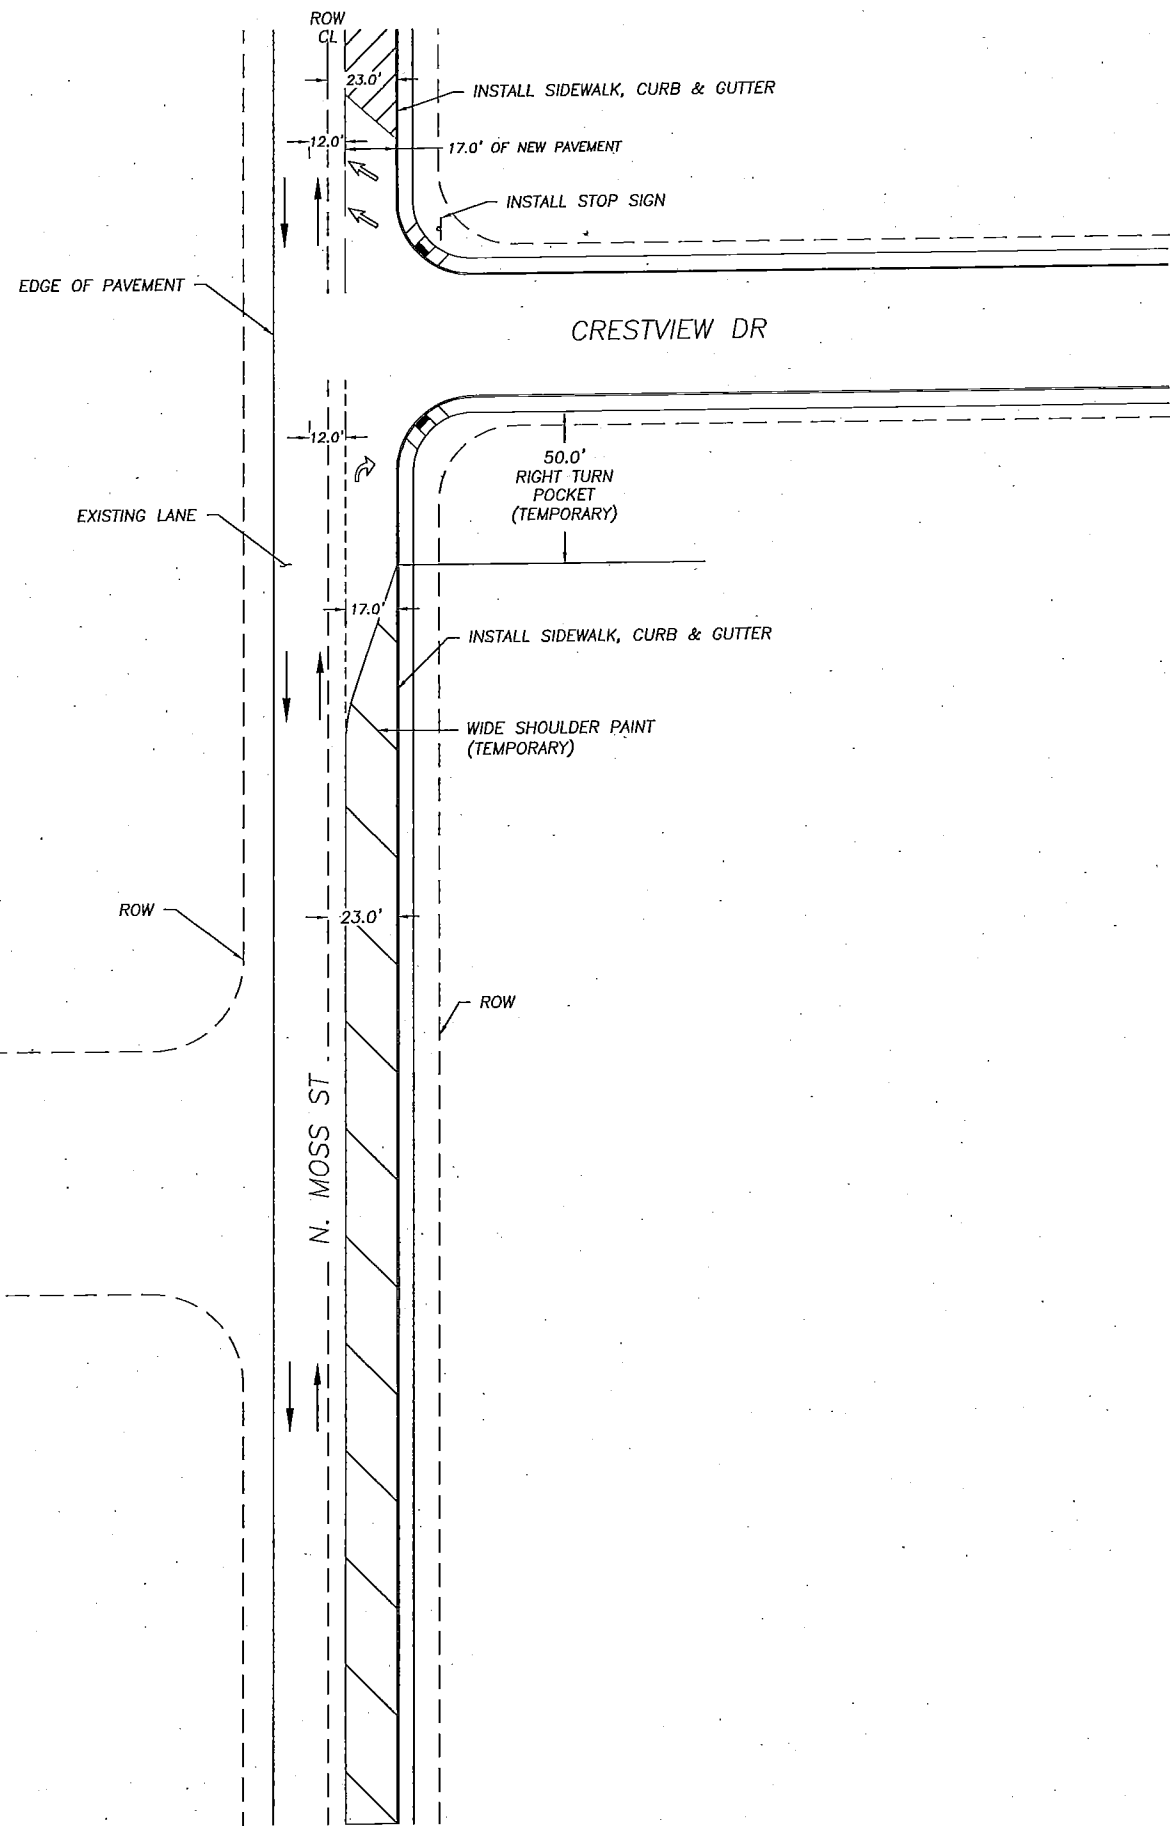 ROW
CL
23.0'
INSTALL SIDEWALK, CURB & GUTTER
12.0'
17.0' OF NEW PAVEMENT
INSTALL STOP SIGN
EDGE OF PAVEMENT
CRESTVIEW DR
12.0'
50.0'
RIGHT TURN
POCKET
(TEMPORARY)
EXISTING LANE
17.0'
INSTALL SIDEWALK, CURB & GUTTER
WIDE SHOULDER PAINT
(TEMPORARY)
ROW
23.0'
ROW
N. MOSS ST